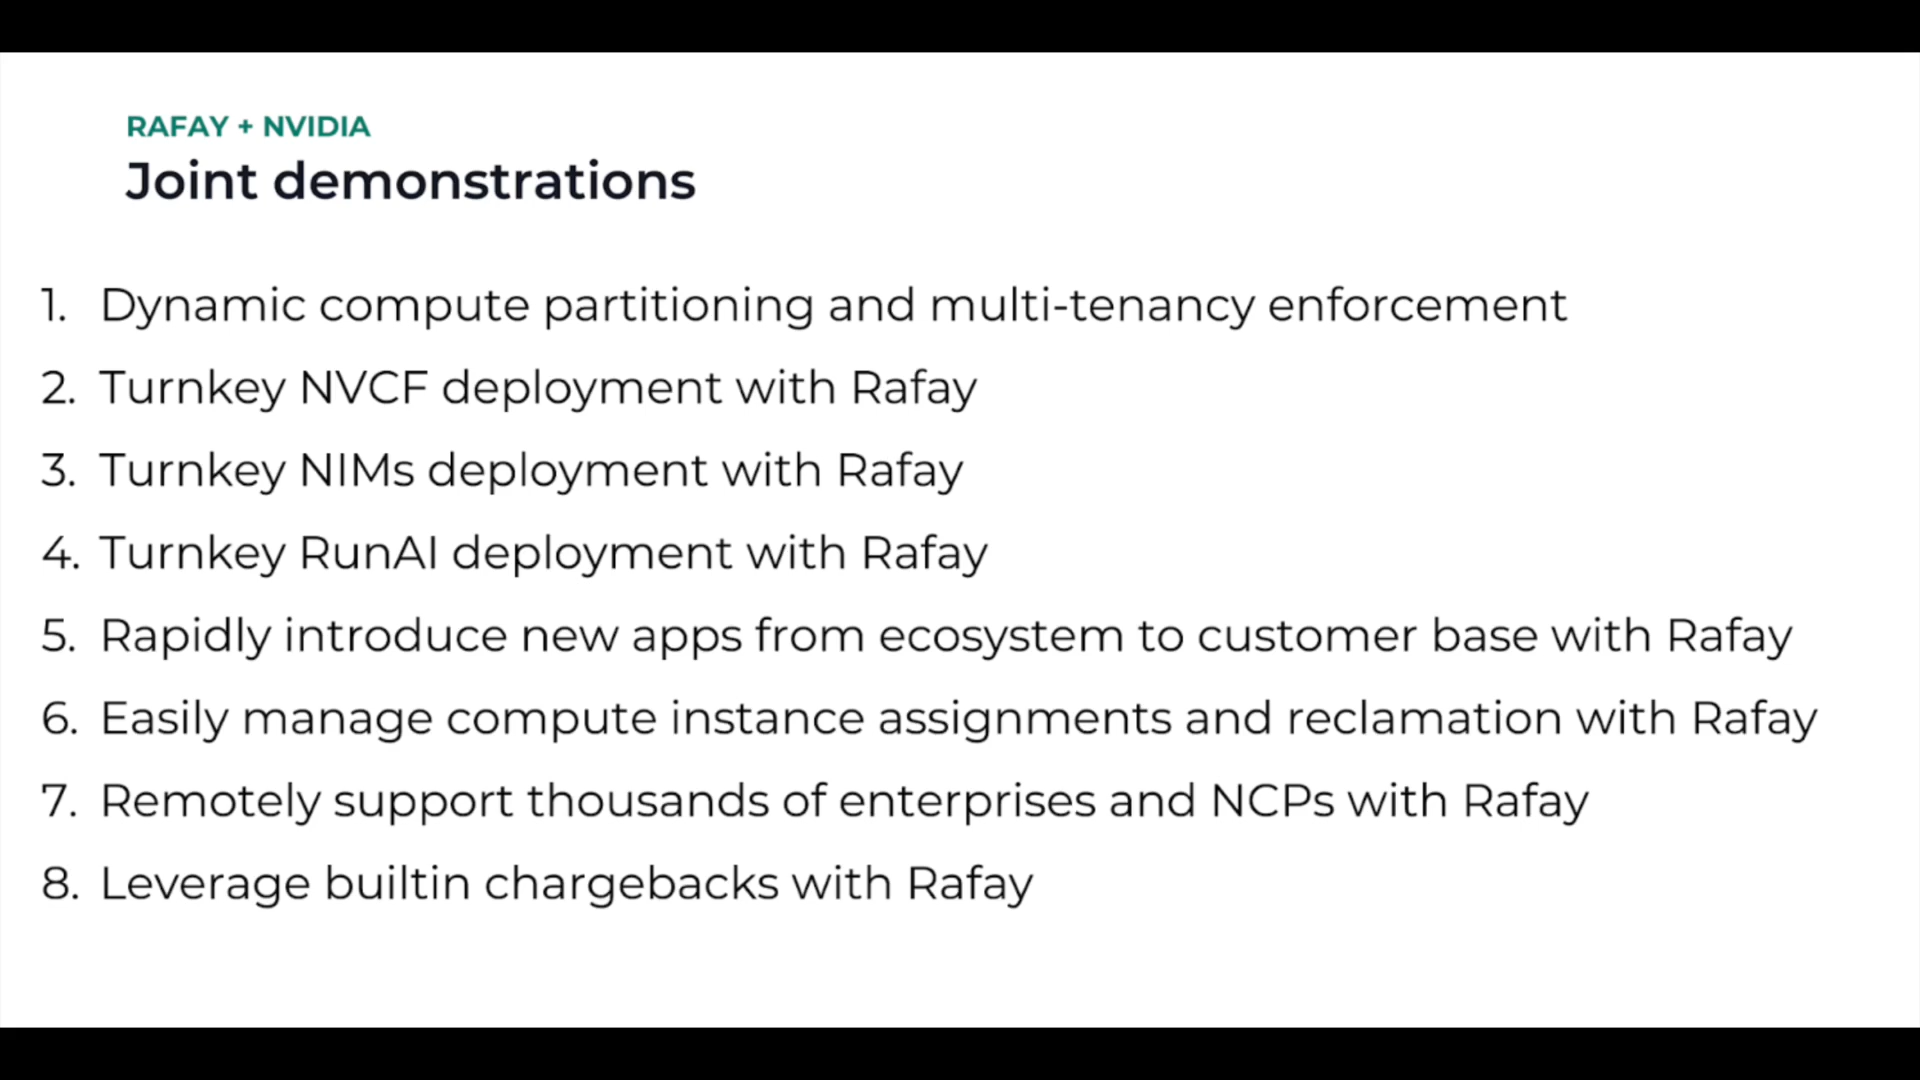 RAFAY + NVIDIA
Joint demonstrations
1. Dynamic compute partitioning and multi-tenancy enforcement
2. Turnkey NVCF deployment with Rafay
3. Turnkey NIMs deployment with Rafay
4. Turnkey RunAI deployment with Rafay
5. Rapidly introduce new apps from ecosystem to customer base with Rafay
6. Easily manage compute instance assignments and reclamation with Rafay
7. Remotely support thousands of enterprises and NCPs with Rafay
8. Leverage builtin chargebacks with Rafay